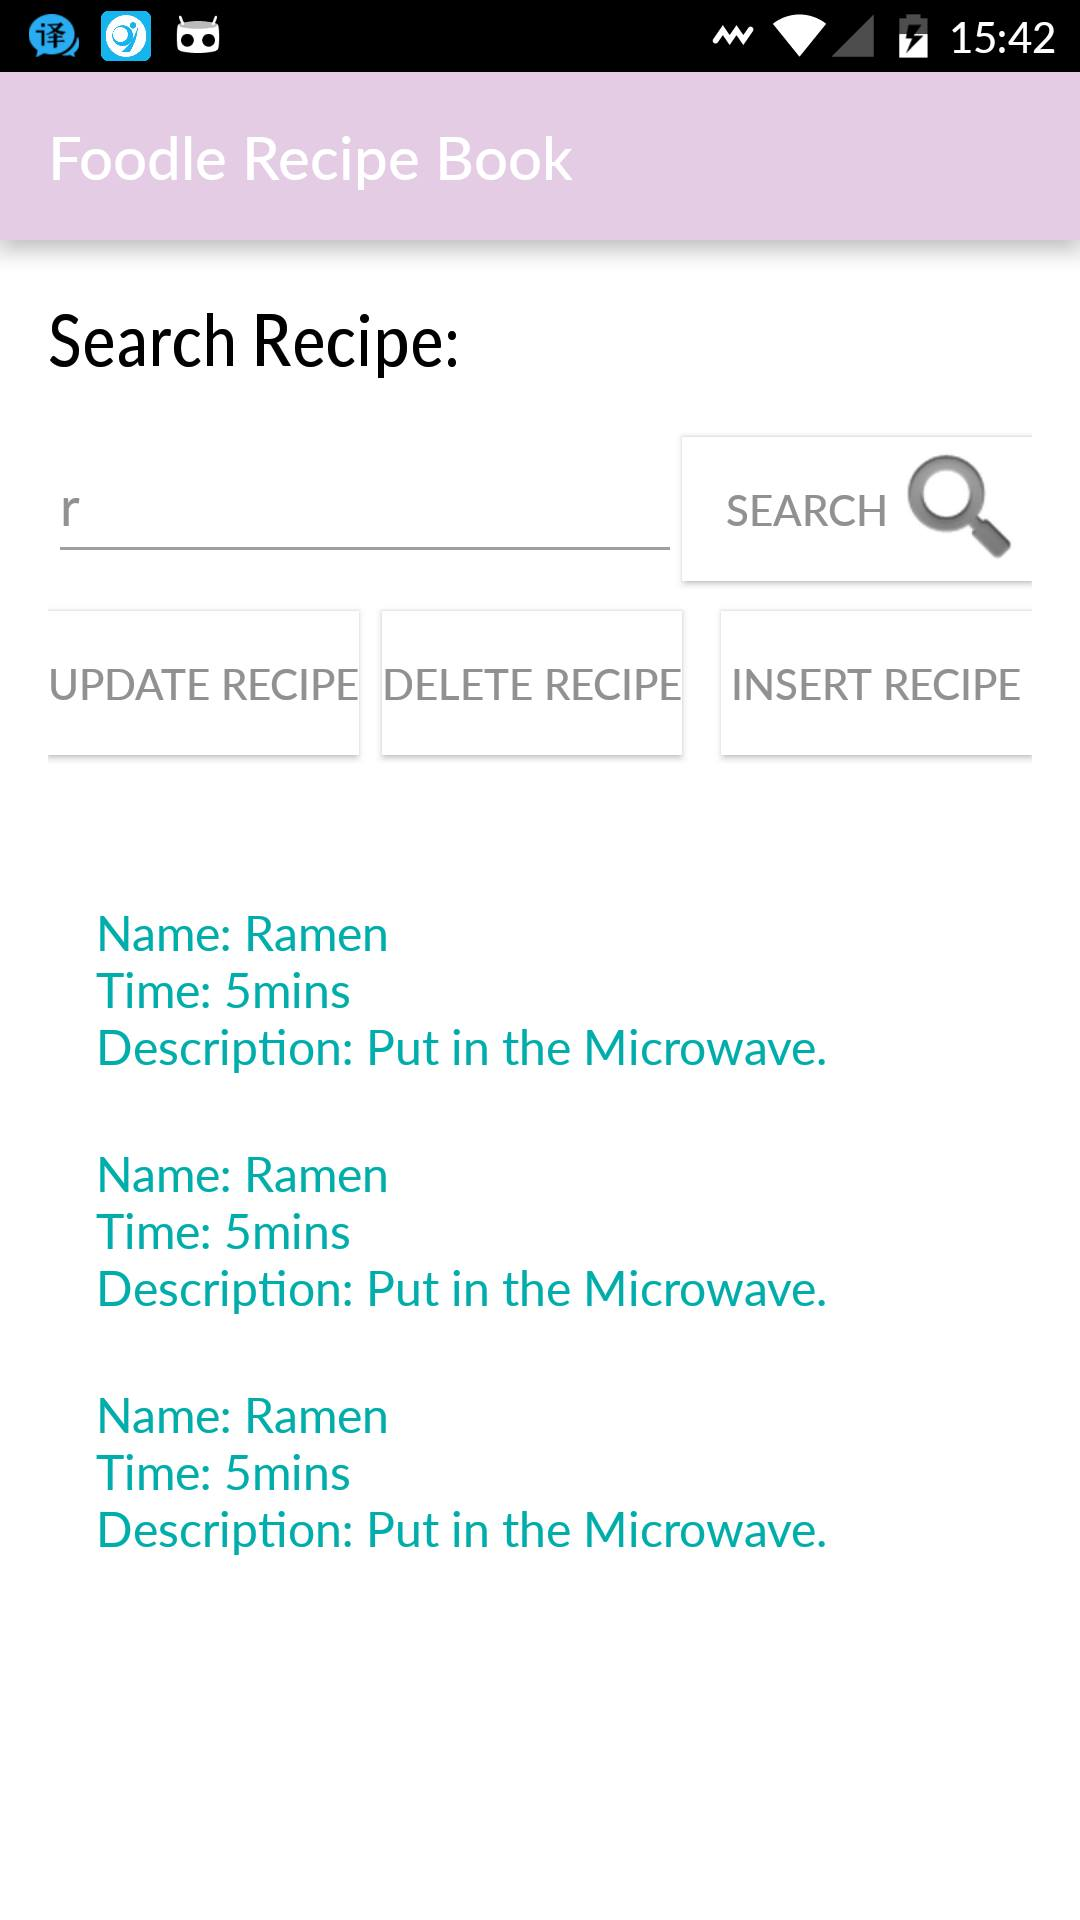 译
15:42
Foodle Recipe Book
Search Recipe:
r
SEARCH
UPDATE RECIPE
DELETE RECIPE
INSERT RECIPE
Name: Ramen
Time: 5mins
Description: Put in the Microwave.
Name: Ramen
Time: 5mins
Description: Put in the Microwave.
Name: Ramen
Time: 5mins
Description: Put in the Microwave.